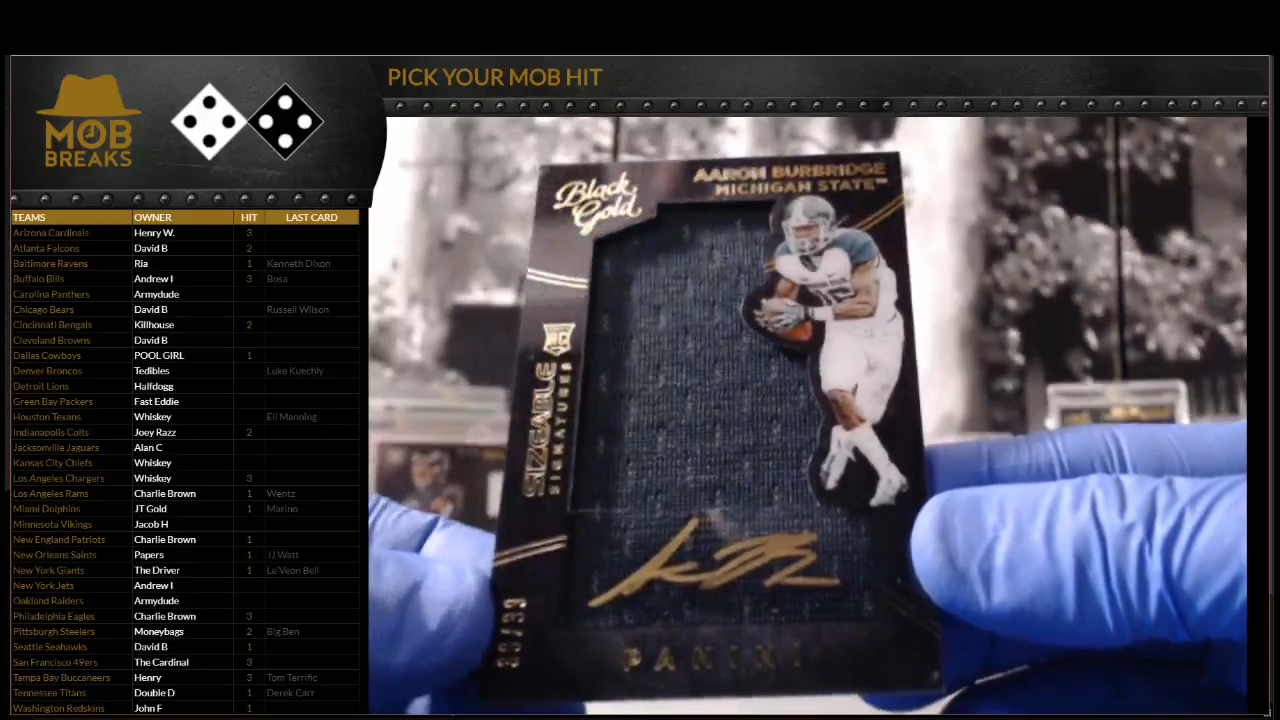 PICK YOUR MOB HIT
MOB
BREAKS
TEAMS OWNER HIT LAST CARD
Arizona Cardinals Henry W. 3
Atlanta Falcons David B 2
Baltimore Ravens Ria 1 Kenneth Dixon
Buffalo Bills Andrew I 3 Bosa
Carolina Panthers Armydude
Chicago Bears David B Russell Wilson
Cincinnati Bengals Killhouse 2
Cleveland Browns David B
Dallas Cowboys POOL GIRL 1
Denver Broncos Tedibles Luke Kuechly
Detroit Lions Halfdogg
Green Bay Packers Fast Eddie
Houston Texans Whiskey Eli Manning
Indianapolis Colts Joey Razz 2
Jacksonville Jaguars Alan C
Kansas City Chiefs Whiskey
Los Angeles Chargers Whiskey 3
Los Angeles Rams Charlie Brown 1 Wentz
Miami Dolphins JT Gold 1 Marino
Minnesota Vikings Jacob H
New England Patriots Charlie Brown 1
New Orleans Saints Papers 1 JJ Watt
New York Giants The Driver 1 Le'Veon Bell
New York Jets Andrew I
Oakland Raiders Armydude
Philadelphia Eagles Charlie Brown 3
Pittsburgh Steelers Moneybags 2 Big Ben
Seattle Seahawks David B 1
San Francisco 49ers The Cardinal 3
Tampa Bay Buccaneers Henry 3 Tom Terrific
Tennessee Titans Double D 1 Derek Carr
Washington Redskins John F 1
Black
Gold
AARON BURBRIDGE
MICHIGAN STATE™
RC
SIZEABLE
SIGNATURES
PANINI